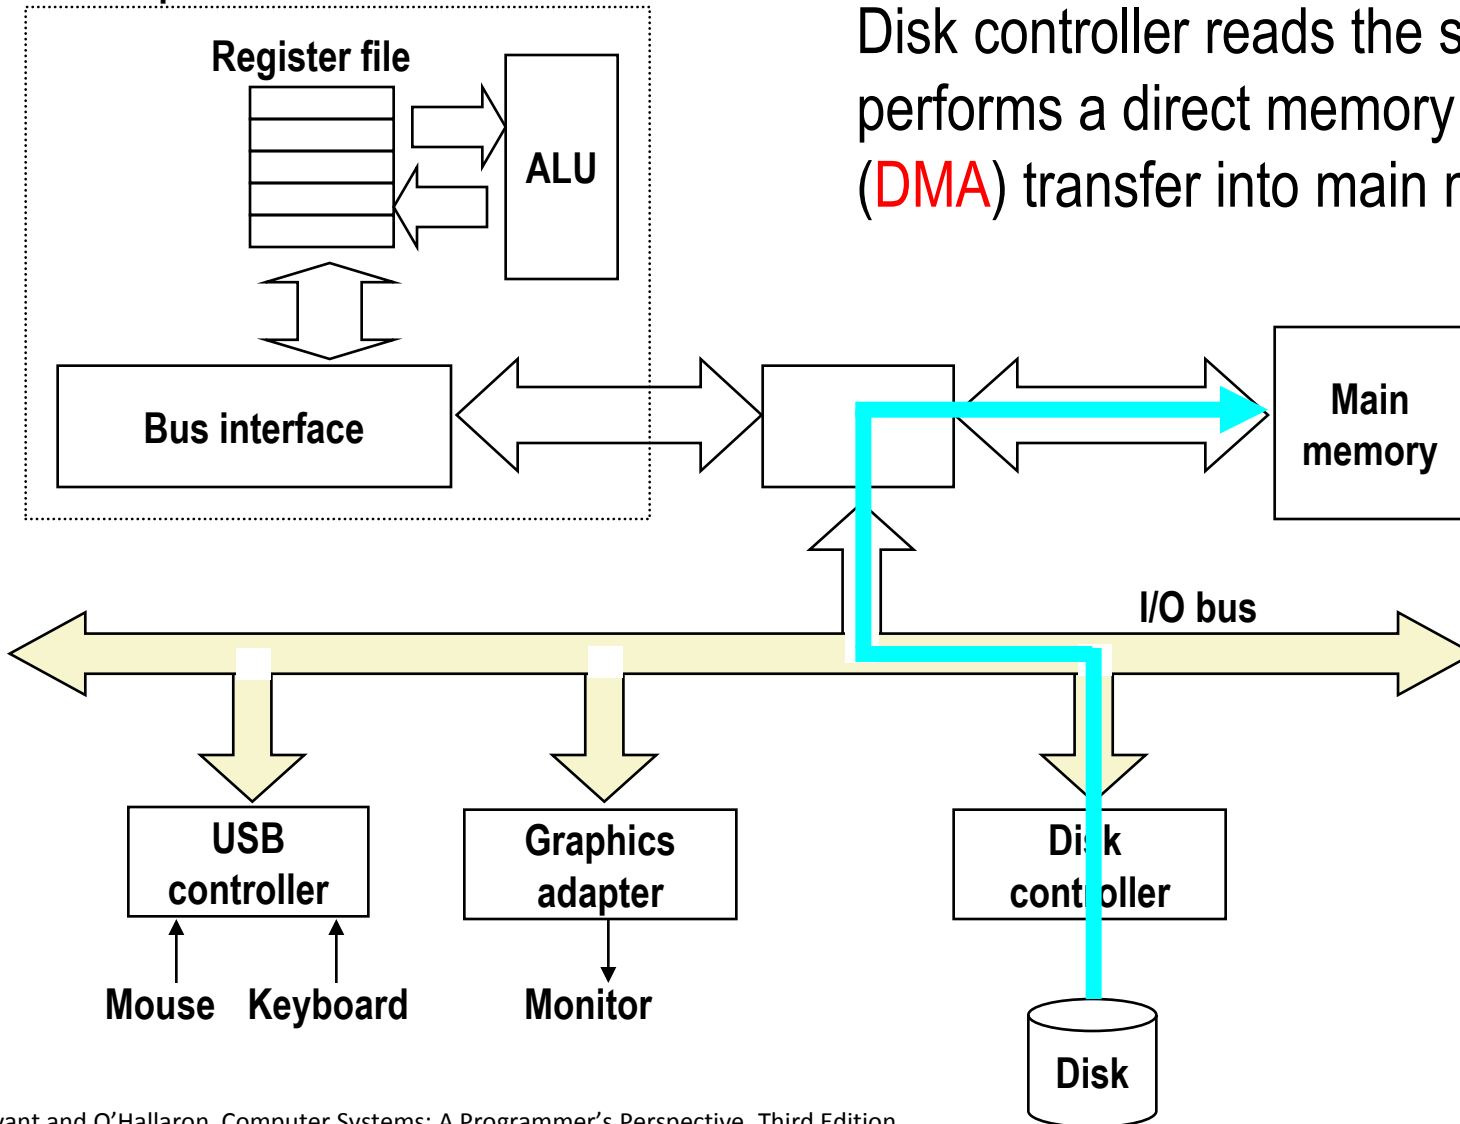 Register file
ALU
Disk controller reads the
performs a direct memory
(DMA) transfer into main
Bus interface
Main
memory
I/O bus
USB
controller
Graphics
adapter
Disk
controller
Mouse Keyboard
Monitor
Disk
and O'Hallaron, Computer Systems: A Programmer's Perspective, Third Edition